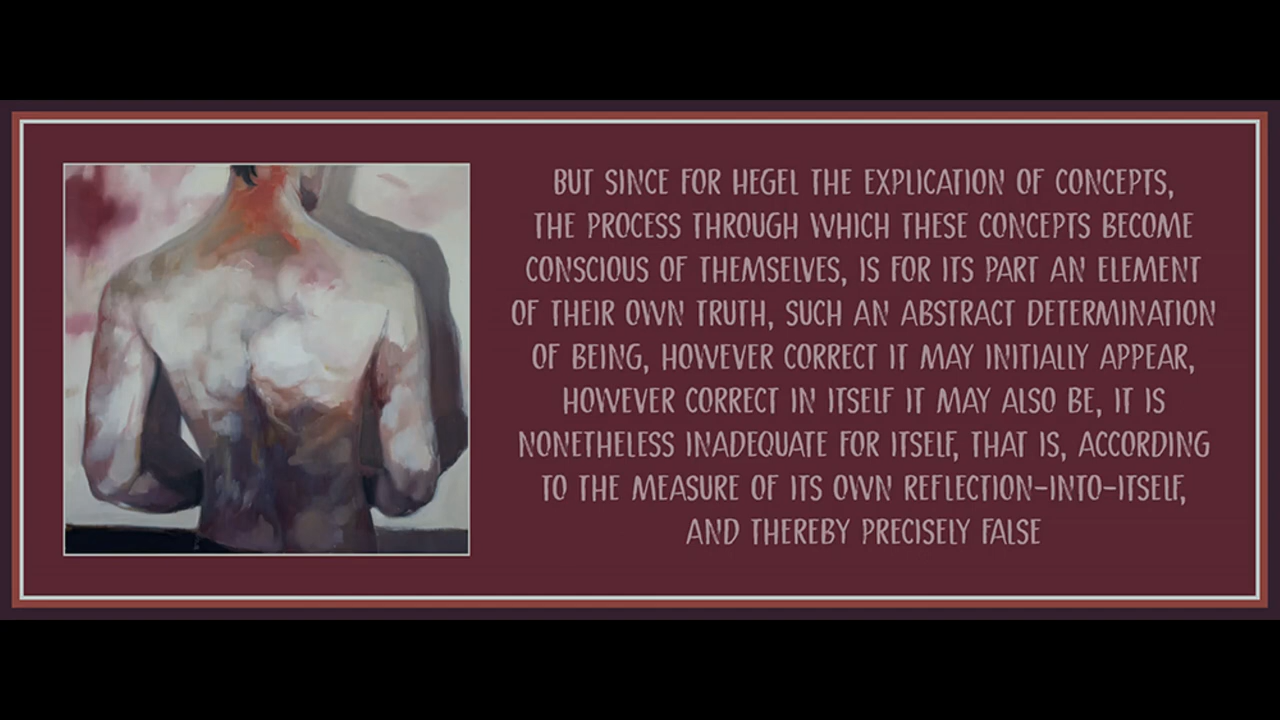 BUT SINCE FOR HEGEL THE EXPLICATION OF CONCEPTS,
THE PROCESS THROUGH WHICH THESE CONCEPTS BECOME
CONSCIOUS OF THEMSELVES, IS FOR ITS PART AN ELEMENT
OF THEIR OWN TRUTH, SUCH AN ABSTRACT DETERMINATION
OF BEING, HOWEVER CORRECT IT MAY INITIALLY APPEAR,
HOWEVER CORRECT IN ITSELF IT MAY ALSO BE, IT IS
NONETHELESS INADEQUATE FOR ITSELF, THAT IS, ACCORDING
TO THE MEASURE OF ITS OWN REFLECTION-INTO-ITSELF,
AND THEREBY PRECISELY FALSE